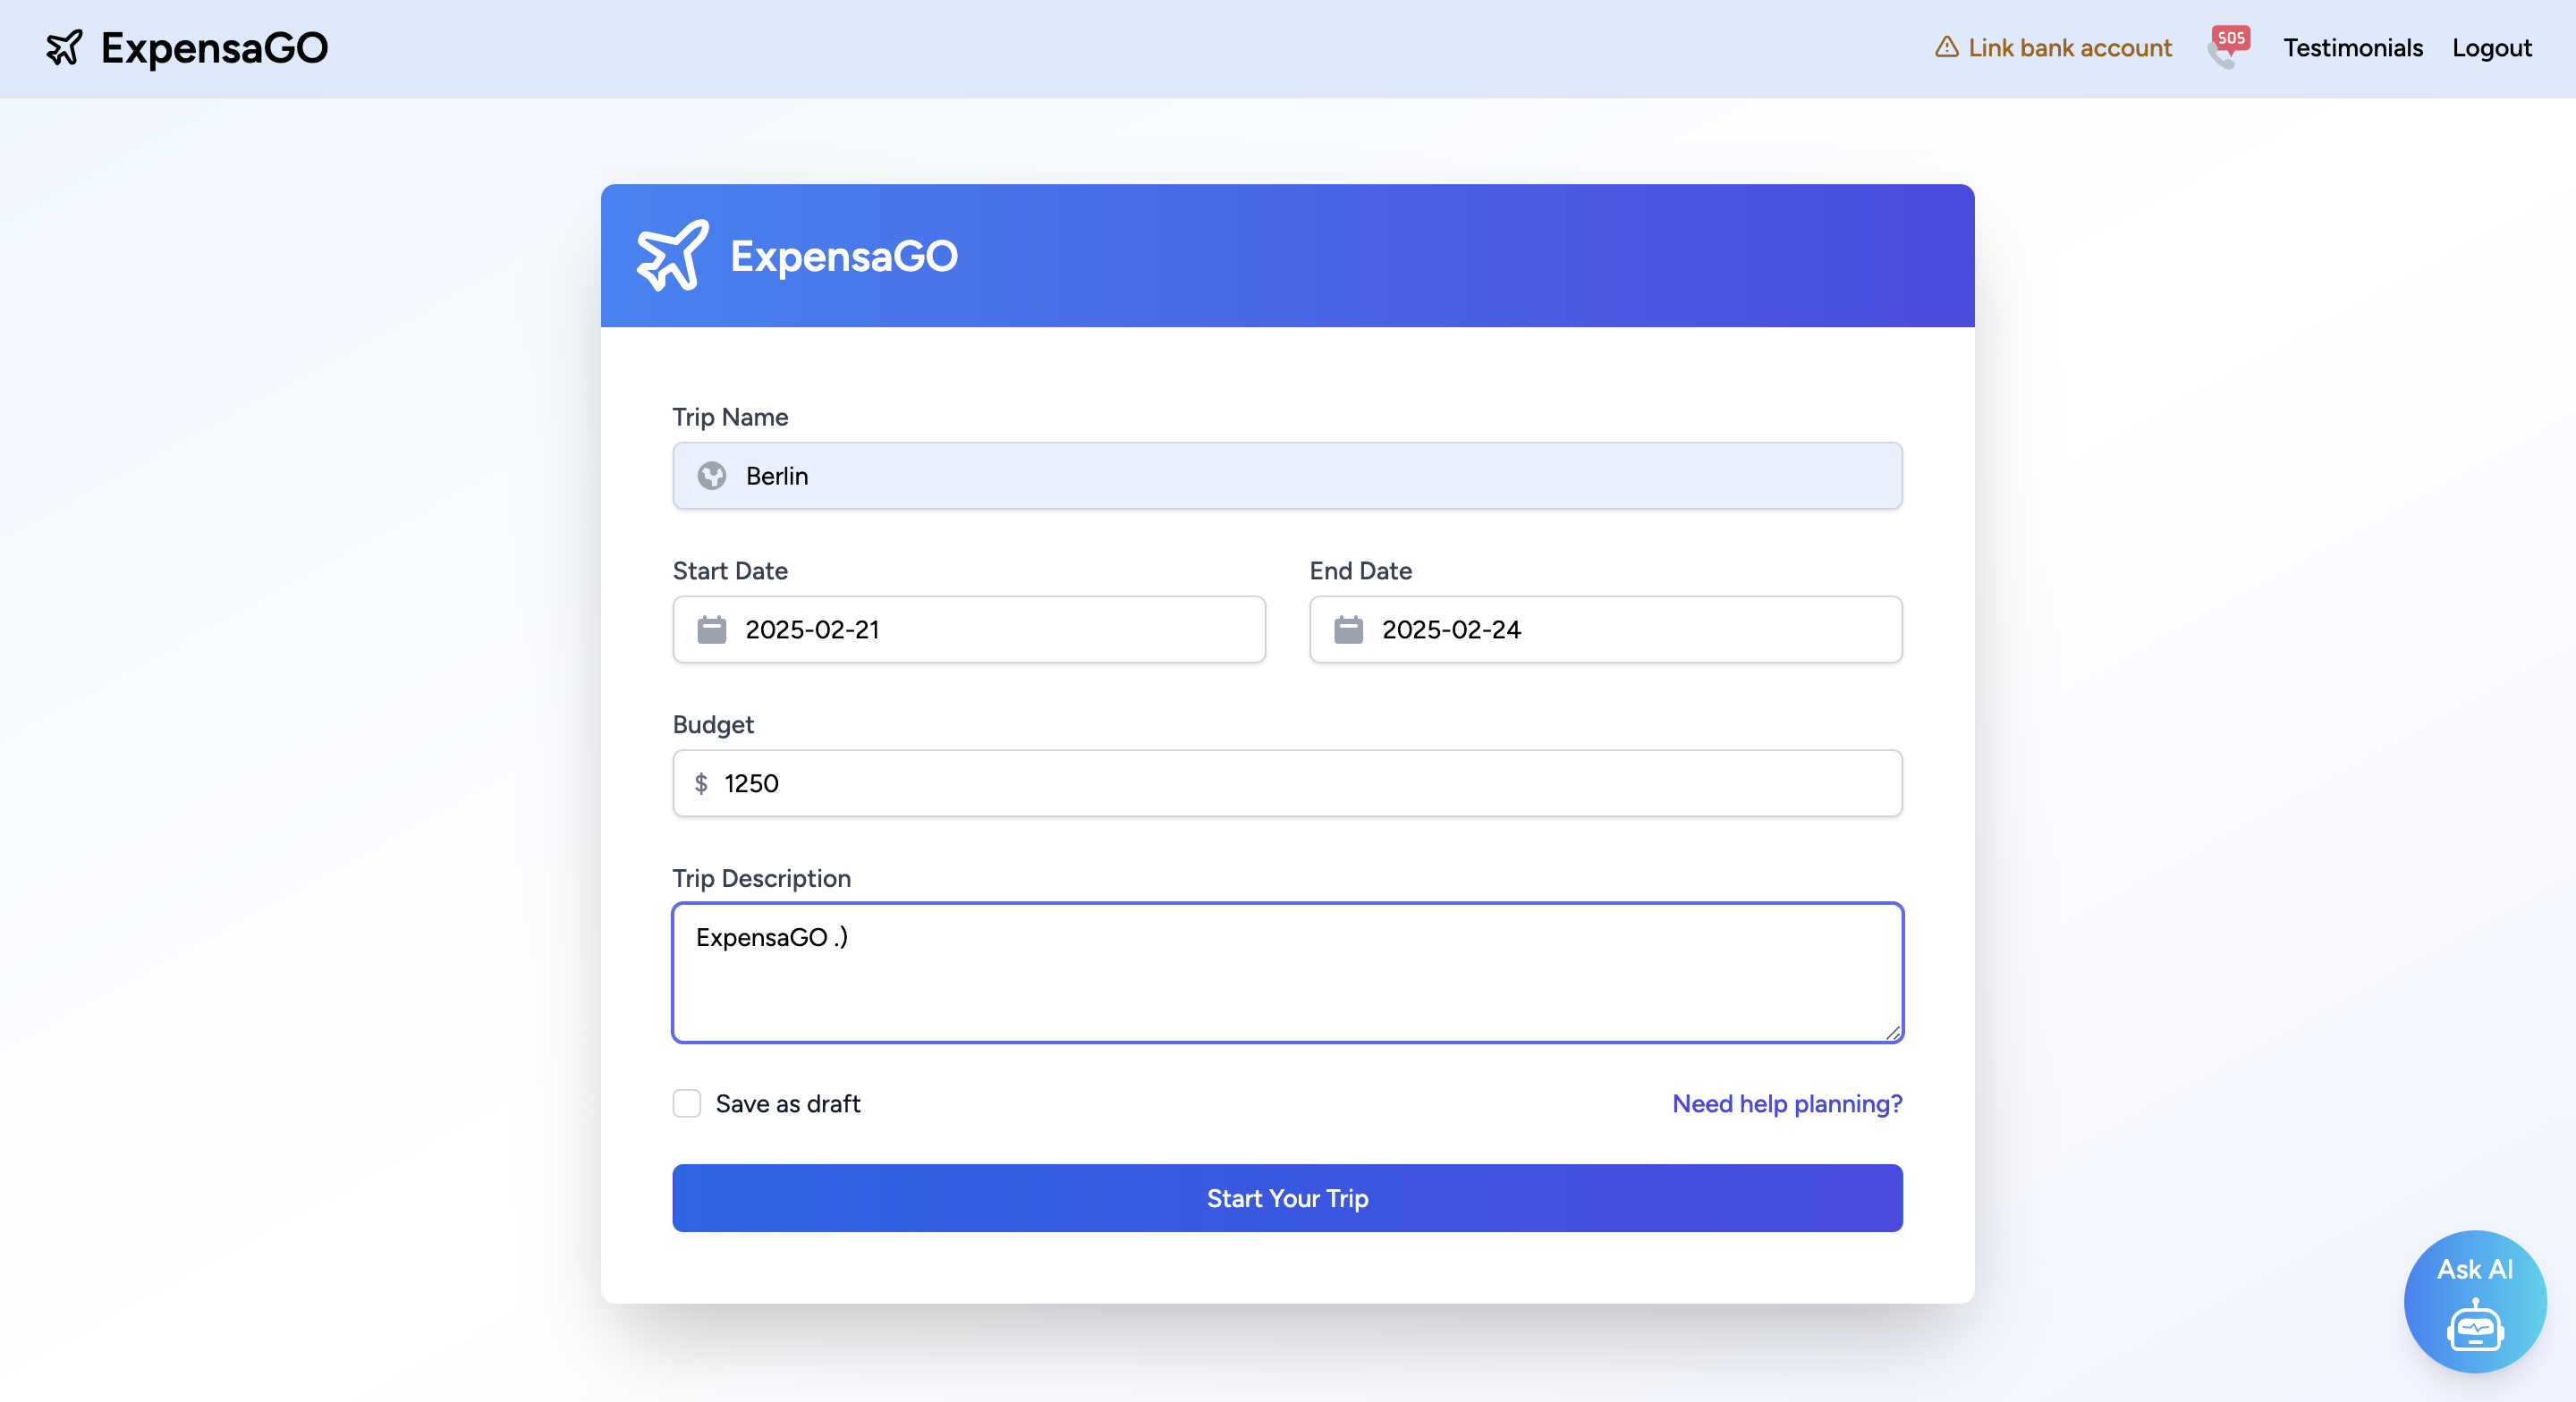 ExpensaGO
Link bank account
SOS
Testimonials
Logout
ExpensaGO
Trip Name
Berlin
Start Date
End Date
2025-02-21
2025-02-24
Budget
$ 1250
Trip Description
ExpensaGO .)
Save as draft
Need help planning?
Start Your Trip
Ask AI